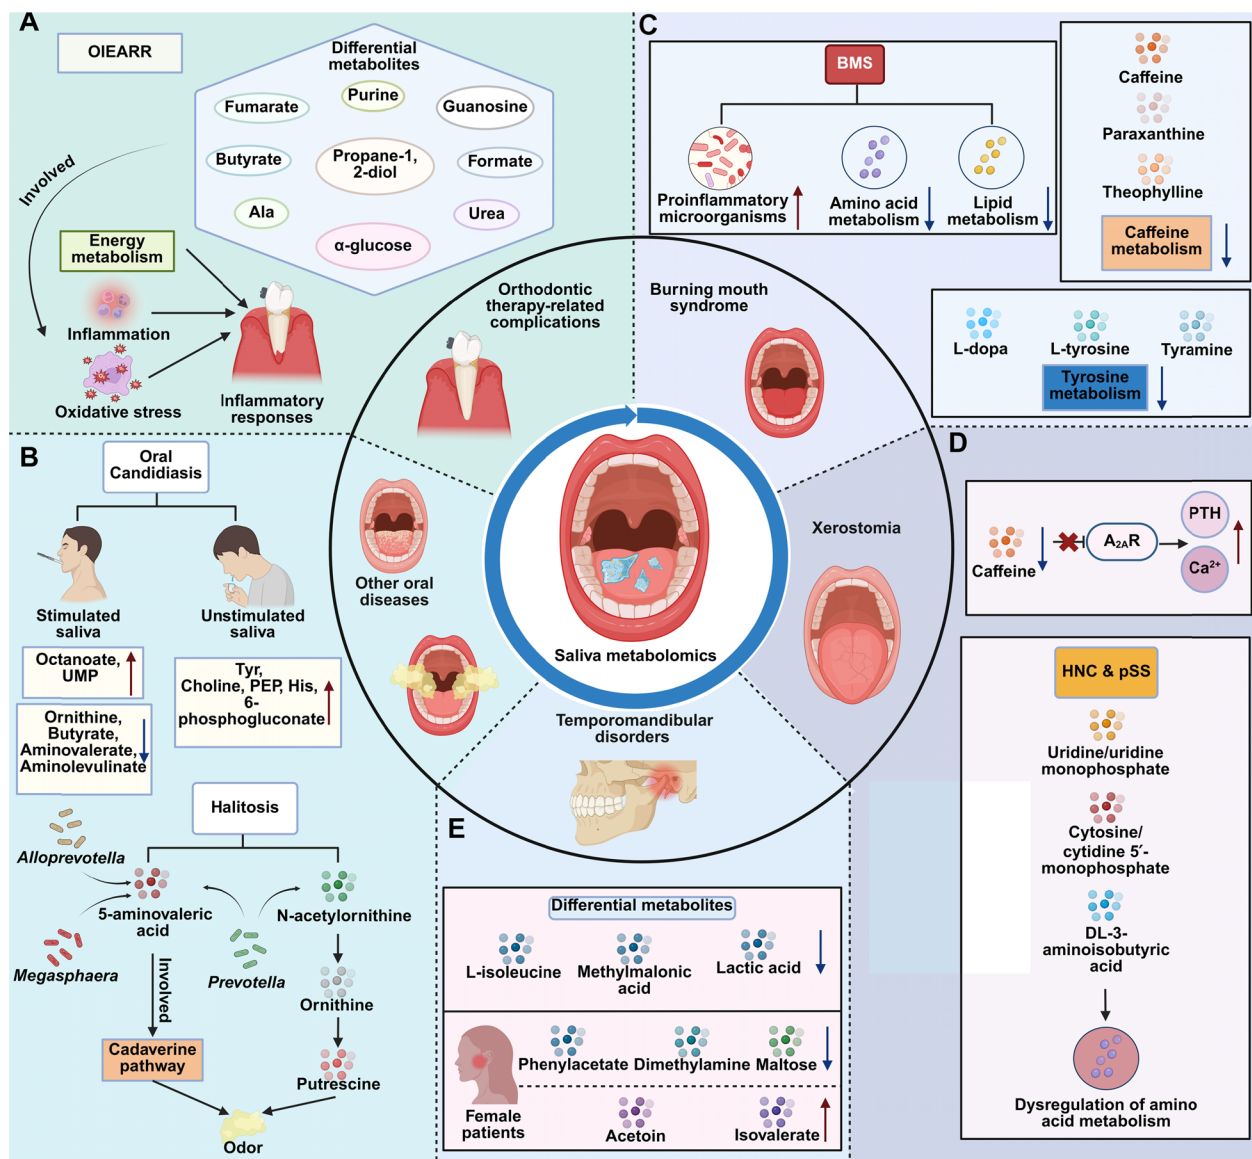 A
OIEARR
Differential
metabolites
Fumarate
Purine
Guanosine
Butyrate
Propane-1,
2-diol
Formate
Ala
Urea
α-glucose
Involved
Energy
metabolism
Inflammation
Oxidative stress
Inflammatory
responses
Orthodontic
therapy-related
complications
B
Oral
Candidiasis
Stimulated
saliva
Unstimulated
saliva
Octanoate,
UMP
Tyr,
Choline, PEP, His,
6-
phosphogluconate
Ornithine,
Butyrate,
Aminovalerate,
Aminolevulinate
Halitosis
Alloprevotella
5-aminovaleric
acid
N-acetylornithine
Megasphaera
Prevotella
Involved
Ornithine
Cadaverine
pathway
Putrescine
Odor
Other oral
diseases
C
BMS
Proinflammatory
microorganisms
Amino acid
metabolism
Lipid
metabolism
Caffeine
Paraxanthine
Theophylline
Caffeine
metabolism
L-dopa
L-tyrosine
Tyramine
Tyrosine
metabolism
Burning mouth
syndrome
Saliva metabolomics
D
Xerostomia
Caffeine
A2AR
PTH
Ca2+
HNC & pSS
Uridine/uridine
monophosphate
Cytosine/
cytidine 5′-
monophosphate
DL-3-
aminoisobutyric
acid
Dysregulation of amino
acid metabolism
Temporomandibular
disorders
E
Differential metabolites
L-isoleucine
Methylmalonic
acid
Lactic acid
Phenylacetate
Dimethylamine
Maltose
Female
patients
Acetoin
Isovalerate